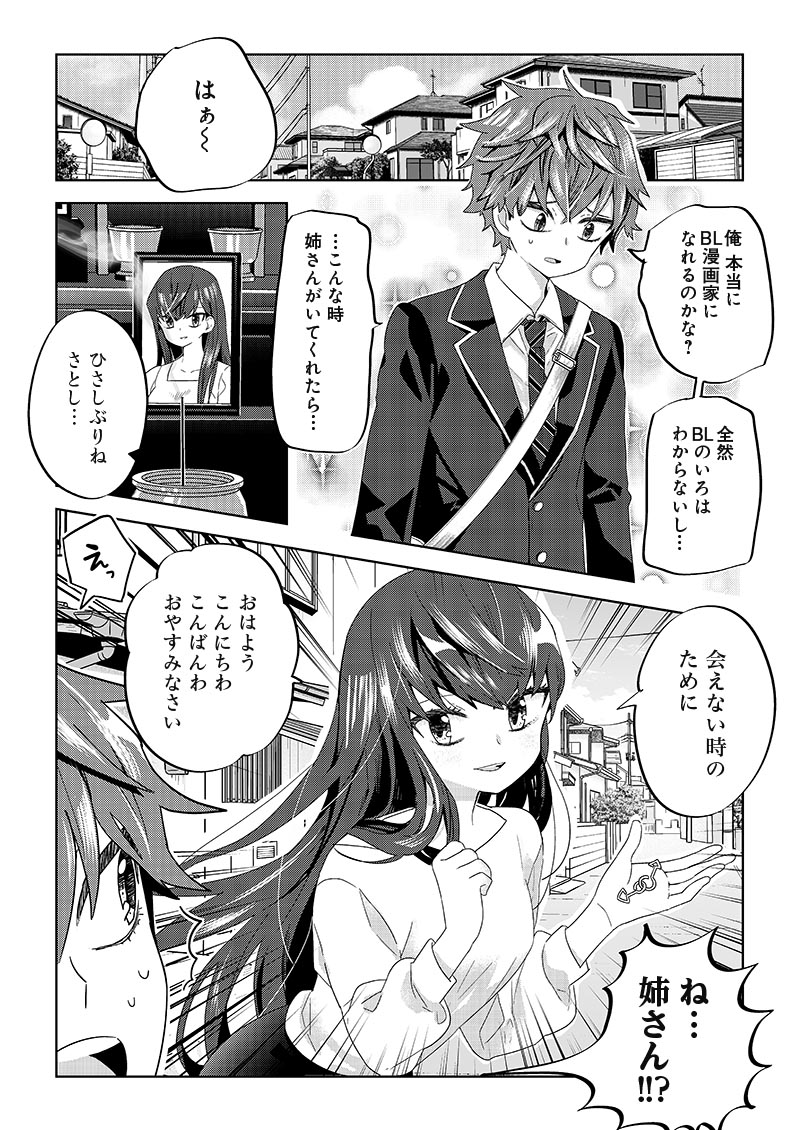 はぁ〜
俺 本当に
BL漫画家に
なれるのかな?
全然
BLのいろは
わからないし…
…こんな時
姉さんがいてくれたら…
ひさしぶりね
さとし…
えっ
会えない時の
ために
おはよう
こんにちわ
こんばんわ
おやすみなさい
ね…
姉さん!!?